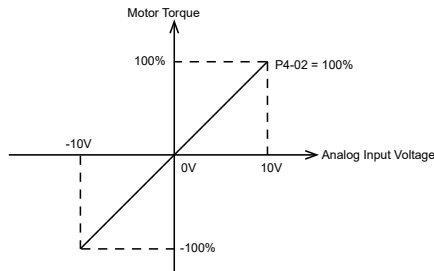 Motor Torque
100%
P4-02 = 100%
-10V
Analog Input Voltage
0V
10V
-100%